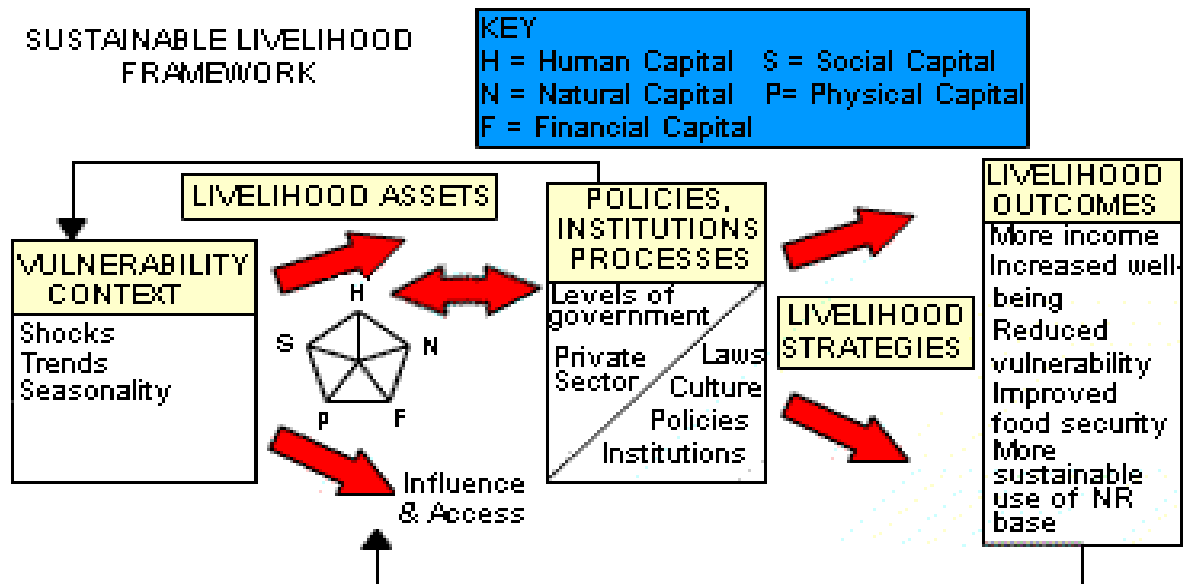 SUSTAINABLE LIVELIHOOD
FRAMEWORK
KEY
H = Human Capital S = Social Capital
N = Natural Capital P= Physical Capital
F = Financial Capital
LIVELIHOOD ASSETS
VULNERABILITY
CONTEXT
Shocks
Trends
Seasonality
H
S
N
P
F
Influence
& Access
POLICIES,
INSTITUTIONS
PROCESSES
Levels of
government
Private
Sector
Laws
Culture
Policies
Institutions
LIVELIHOOD
STRATEGIES
LIVELIHOOD
OUTCOMES
More income
Increased well-
being
Reduced
vulnerability
Improved
food security
More
sustainable
use of NR
base